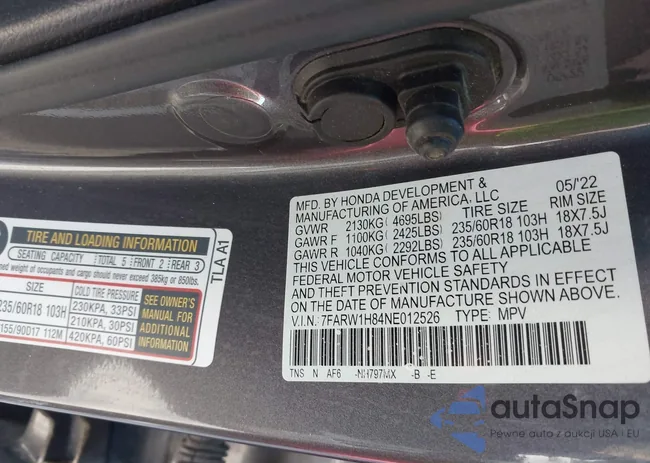 MFD. BY HONDA DEVELOPMENT &
MANUFACTURING OF AMERICA, LLC 05/'22
GVWR 2130KG (4695LBS) TIRE SIZE RIM SIZE
GAWR F 1100KG (2425LBS) 235/60R18 103H 18X7.5J
GAWR R 1040KG (2292LBS) 235/60R18 103H 18X7.5J
THIS VEHICLE CONFORMS TO ALL APPLICABLE
FEDERAL MOTOR VEHICLE SAFETY
AND THEFT PREVENTION STANDARDS IN EFFECT
ON THE DATE OF MANUFACTURE SHOWN ABOVE.
V.I.N.: 7FARW1H84NE012526 TYPE: MPV
TNS N AF6 -NH797MX -B -E
TIRE AND LOADING INFORMATION
SEATING CAPACITY TOTAL 5 FRONT 2 REAR 3
weight of occupants and cargo should never exceed 385kg or 850lbs.
SIZE COLD TIRE PRESSURE
235/60R18 103H 230KPA, 33PSI
210KPA, 30PSI
155/90D17 112M 420KPA, 60PSI
SEE OWNER'S
MANUAL FOR
ADDITIONAL
INFORMATION
TLA A1
autoSnap
Pewne auto z aukcji USA i EU